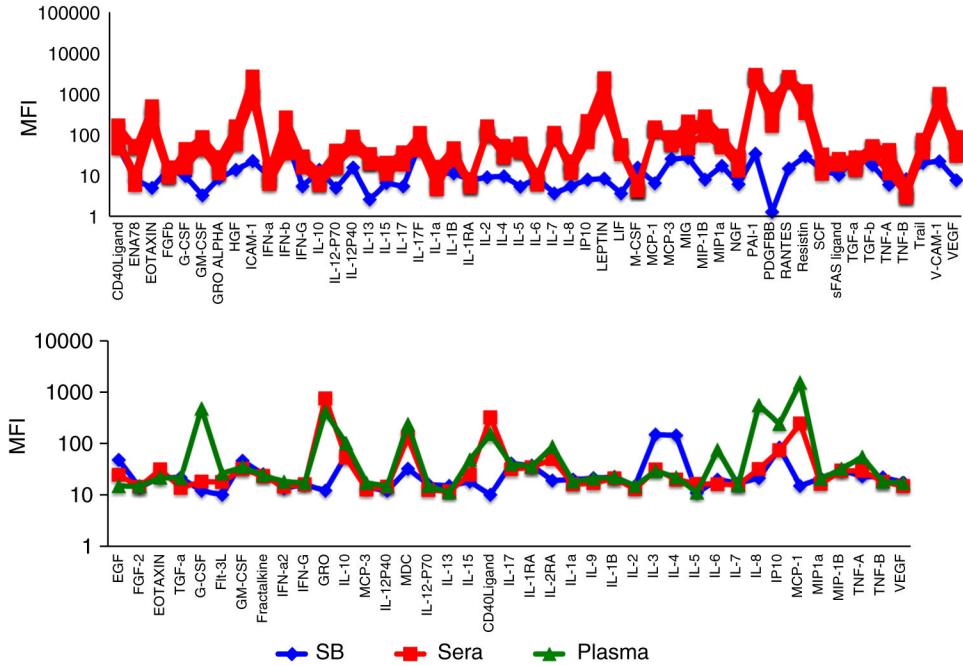 100000
10000
1000
100
10
1
MFI
CD40Ligand
ENA78
EOTAXIN
FGFb
G-CSF
GM-CSF
GRO ALPHA
HGF
ICAM-1
IFN-a
IFN-b
IFN-G
IL-10
IL-12-P70
IL-12P40
IL-13
IL-15
IL-17
IL-17F
IL-1a
IL-1B
IL-1RA
IL-2
IL-4
IL-5
IL-6
IL-7
IL-8
IP10
LEPTIN
LIF
M-CSF
MCP-1
MCP-3
MIG
MIP-1B
MIP1a
NGF
PAI-1
PDGFBB
RANTES
Resistin
SCF
sFAS ligand
TGF-a
TGF-b
TNF-A
TNF-B
Trail
V-CAM-1
VEGF
10000
1000
100
10
1
MFI
EGF
FGF-2
EOTAXIN
TGF-a
G-CSF
Flt-3L
GM-CSF
Fractalkine
IFN-a2
IFN-G
GRO
IL-10
MCP-3
IL-12P40
MDC
IL-12-P70
IL-13
IL-15
CD40Ligand
IL-17
IL-1RA
IL-2RA
IL-1a
IL-9
IL-1B
IL-2
IL-3
IL-4
IL-5
IL-6
IL-7
IL-8
IP10
MCP-1
MIP1a
MIP-1B
TNF-A
TNF-B
VEGF
SB Sera Plasma